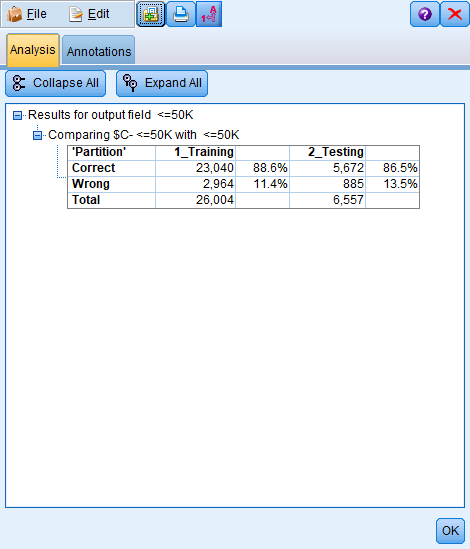 File Edit
Analysis Annotations
Collapse All Expand All
Results for output field <=50K
Comparing $C- <=50K with <=50K
'Partition' 1_Training 2_Testing
Correct 23,040 88.6% 5,672 86.5%
Wrong 2,964 11.4% 885 13.5%
Total 26,004 6,557
OK